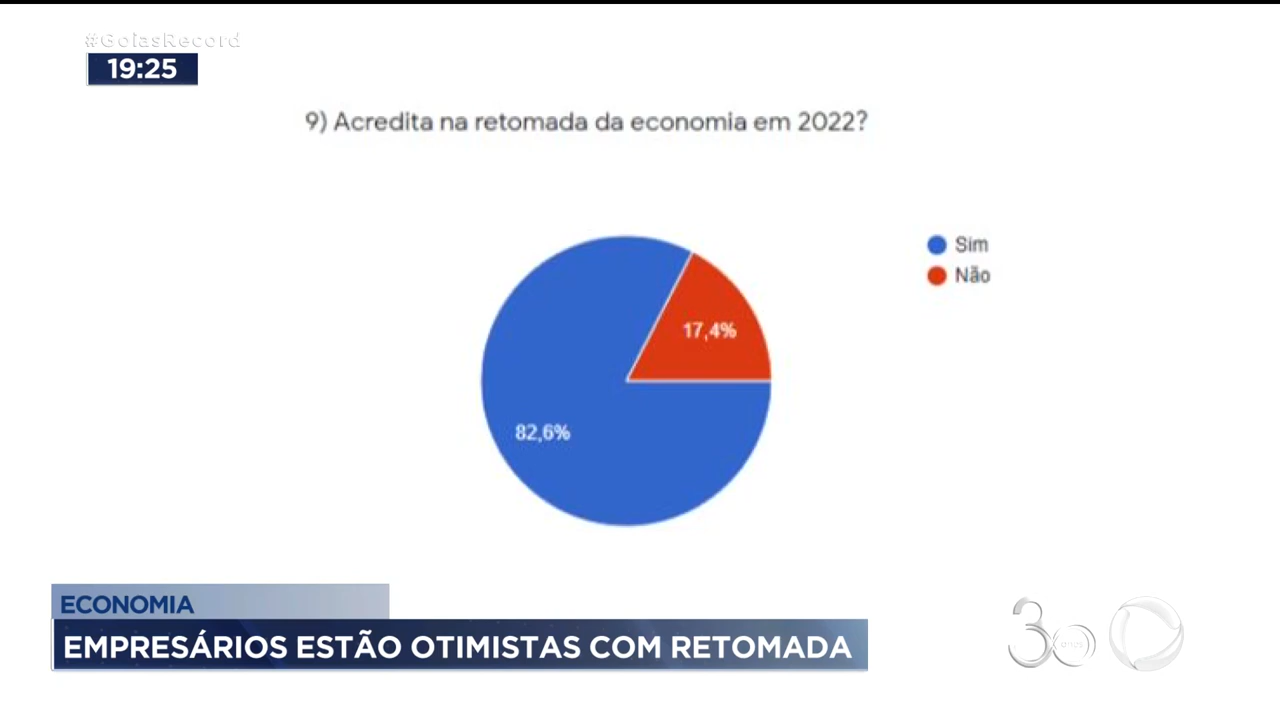 #GoiasRecord
19:25
9) Acredita na retomada da economia em 2022?
Sim
Não
17,4%
82,6%
ECONOMIA
EMPRESÁRIOS ESTÃO OTIMISTAS COM RETOMADA
30